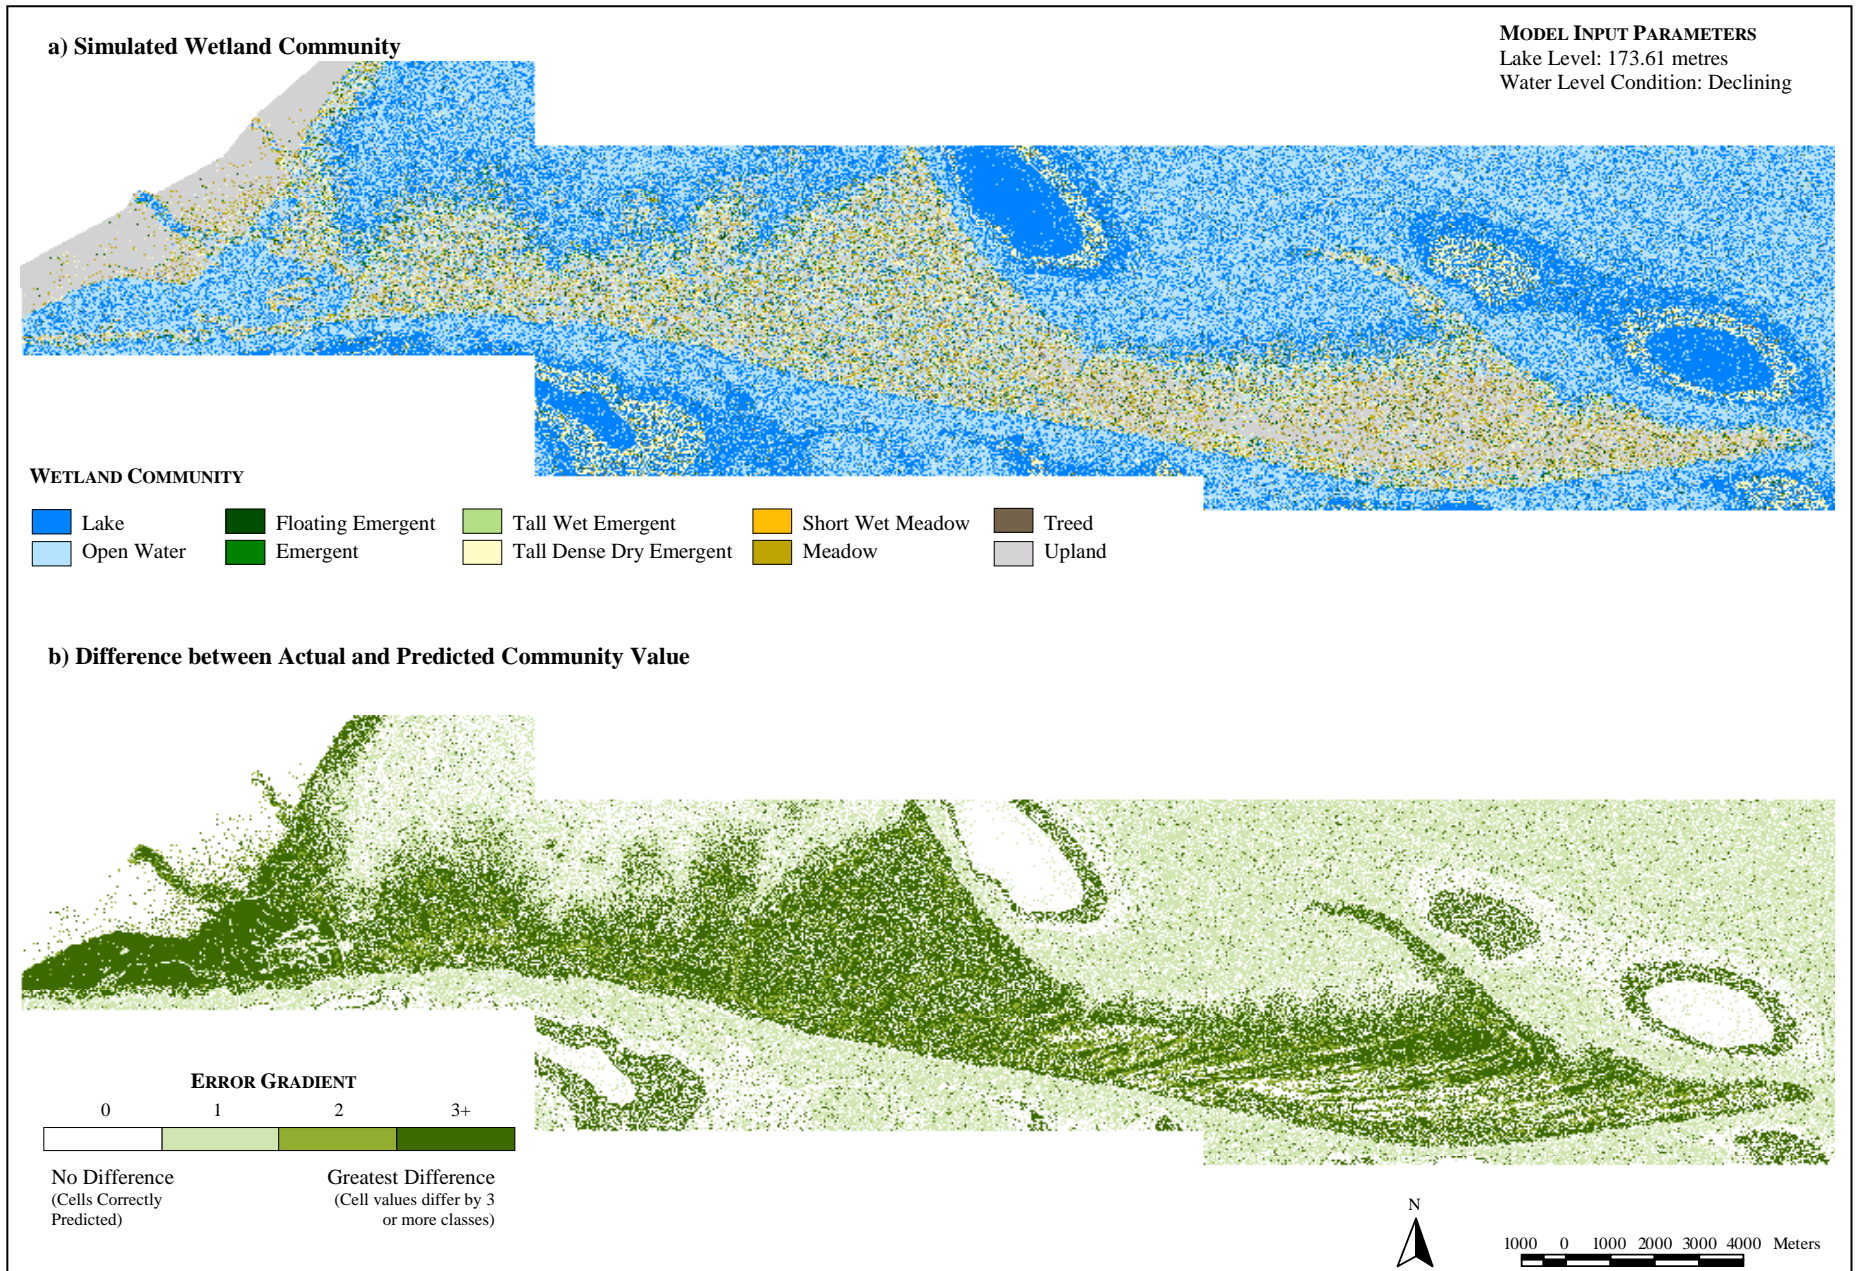 a) Simulated Wetland Community
MODEL INPUT PARAMETERS
Lake Level: 173.61 metres
Water Level Condition: Declining
WETLAND COMMUNITY
Lake
Open Water
Floating Emergent
Emergent
Tall Wet Emergent
Tall Dense Dry Emergent
Short Wet Meadow
Meadow
Treed
Upland
b) Difference between Actual and Predicted Community Value
ERROR GRADIENT
0 1 2 3+
No Difference
(Cells Correctly
Predicted)
Greatest Difference
(Cell values differ by 3
or more classes)
N
1000 0 1000 2000 3000 4000 Meters